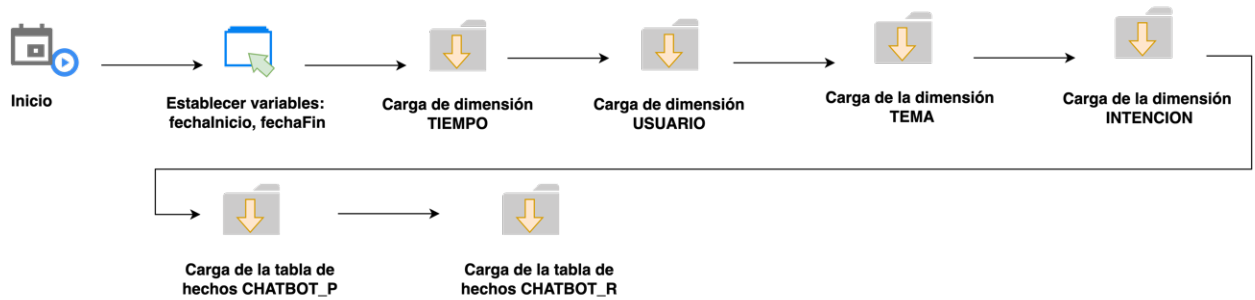 Inicio
Establecer variables:
fechaInicio, fechaFin
Carga de dimensión
TIEMPO
Carga de dimensión
USUARIO
Carga de la dimensión
TEMA
Carga de la dimensión
INTENCION
Carga de la tabla de
hechos CHATBOT_P
Carga de la tabla de
hechos CHATBOT_R